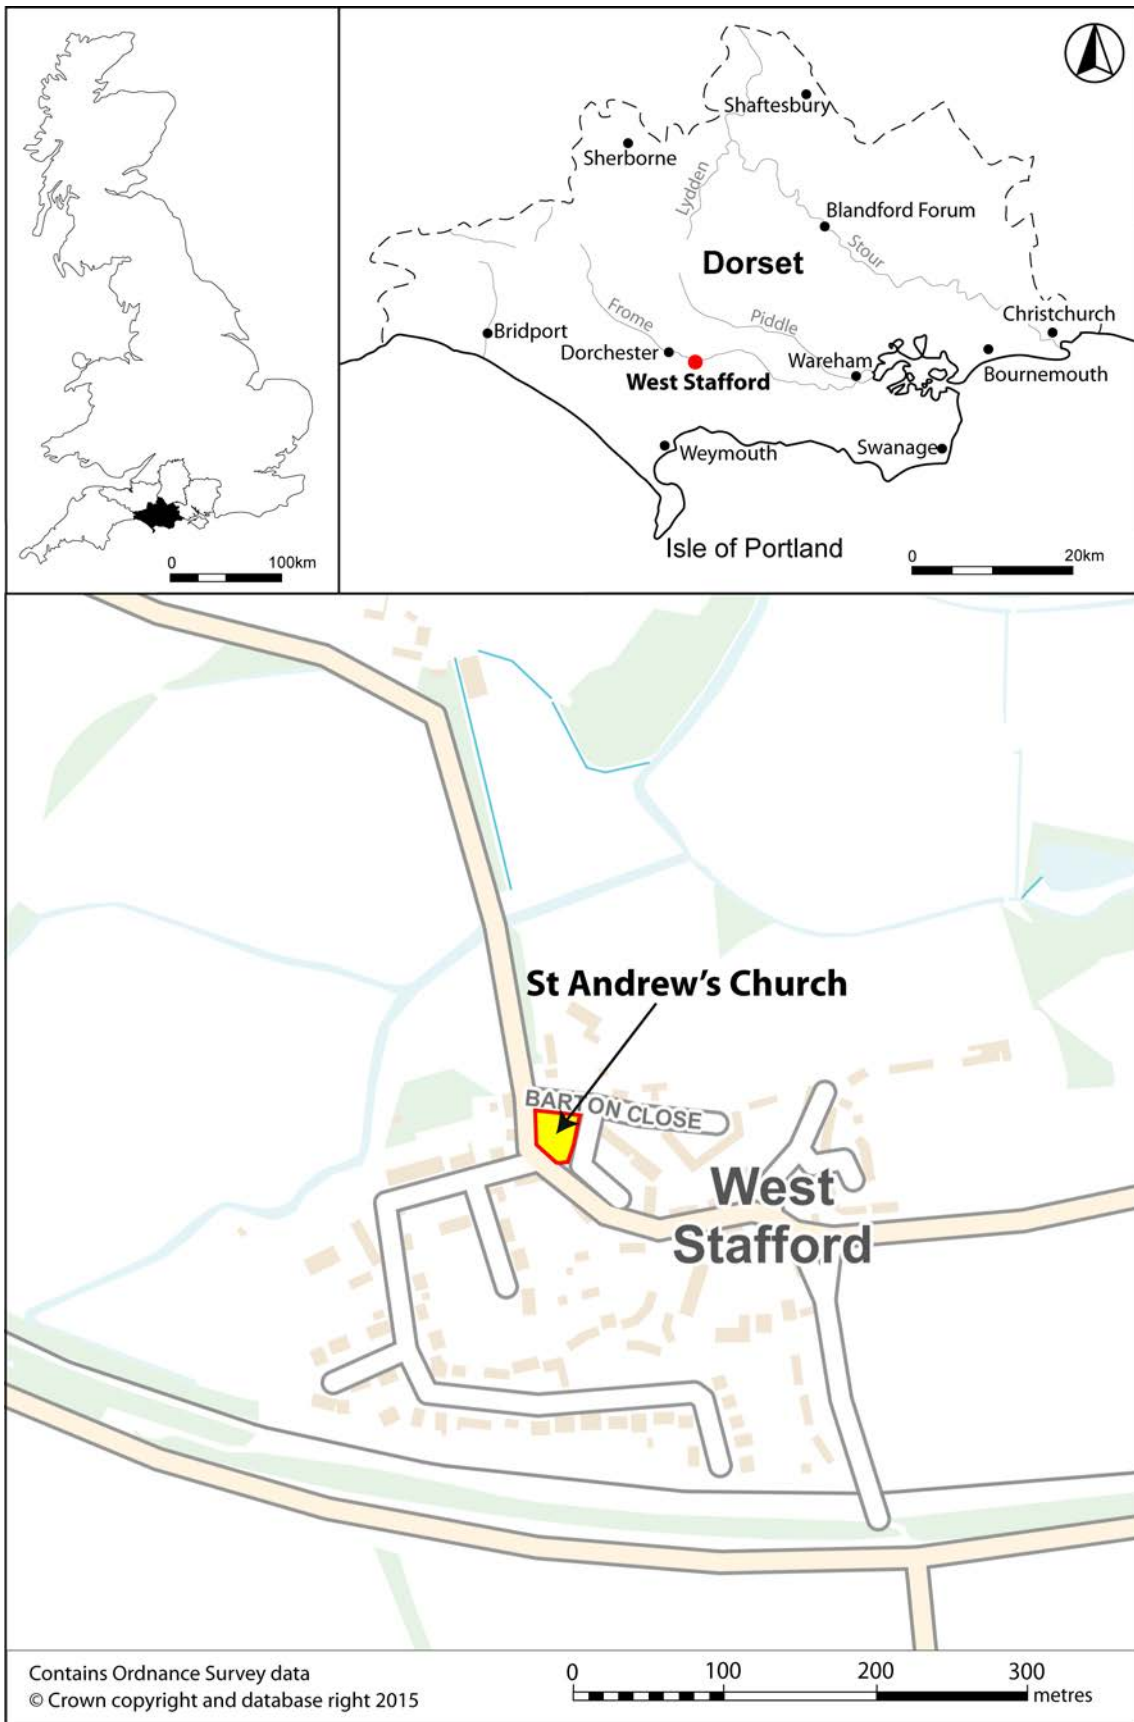 0
100km
Shaftesbury
Sherborne
Lydden
Blandford Forum
Stour
Dorset
Christchurch
Frome
Piddle
Bridport
Dorchester
Wareham
Bournemouth
West Stafford
Weymouth
Swanage
Isle of Portland
0
20km
St Andrew's Church
BARTON CLOSE
West
Stafford
Contains Ordnance Survey data
© Crown copyright and database right 2015
0
100
200
300
metres